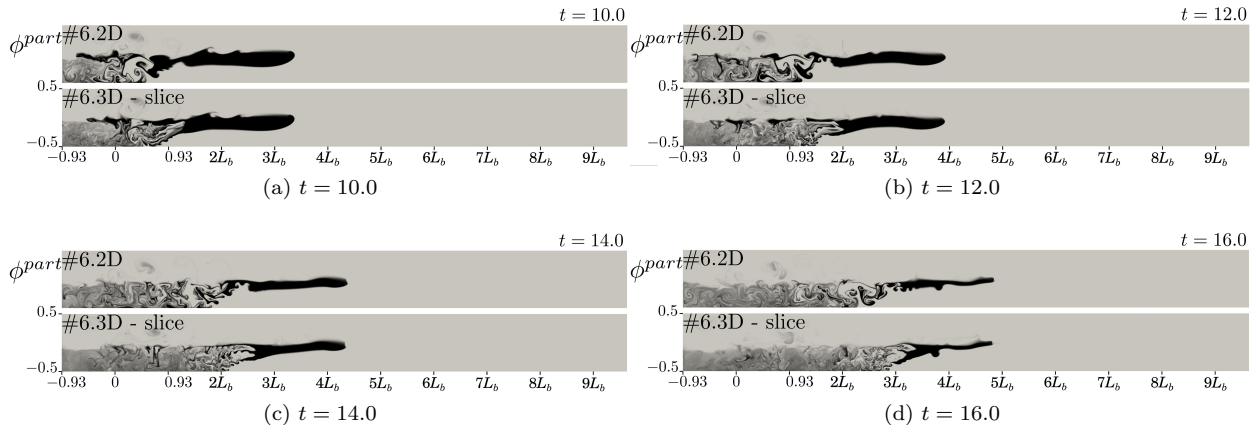 t = 10.0
ϕ^{part}
#6.2D
0.5
#6.3D - slice
−0.5
−0.93 0 0.93 2L_b 3L_b 4L_b 5L_b 6L_b 7L_b 8L_b 9L_b
(a) t = 10.0
t = 12.0
ϕ^{part}
#6.2D
0.5
#6.3D - slice
−0.5
−0.93 0 0.93 2L_b 3L_b 4L_b 5L_b 6L_b 7L_b 8L_b 9L_b
(b) t = 12.0
t = 14.0
ϕ^{part}
#6.2D
0.5
#6.3D - slice
−0.5
−0.93 0 0.93 2L_b 3L_b 4L_b 5L_b 6L_b 7L_b 8L_b 9L_b
(c) t = 14.0
t = 16.0
ϕ^{part}
#6.2D
0.5
#6.3D - slice
−0.5
−0.93 0 0.93 2L_b 3L_b 4L_b 5L_b 6L_b 7L_b 8L_b 9L_b
(d) t = 16.0